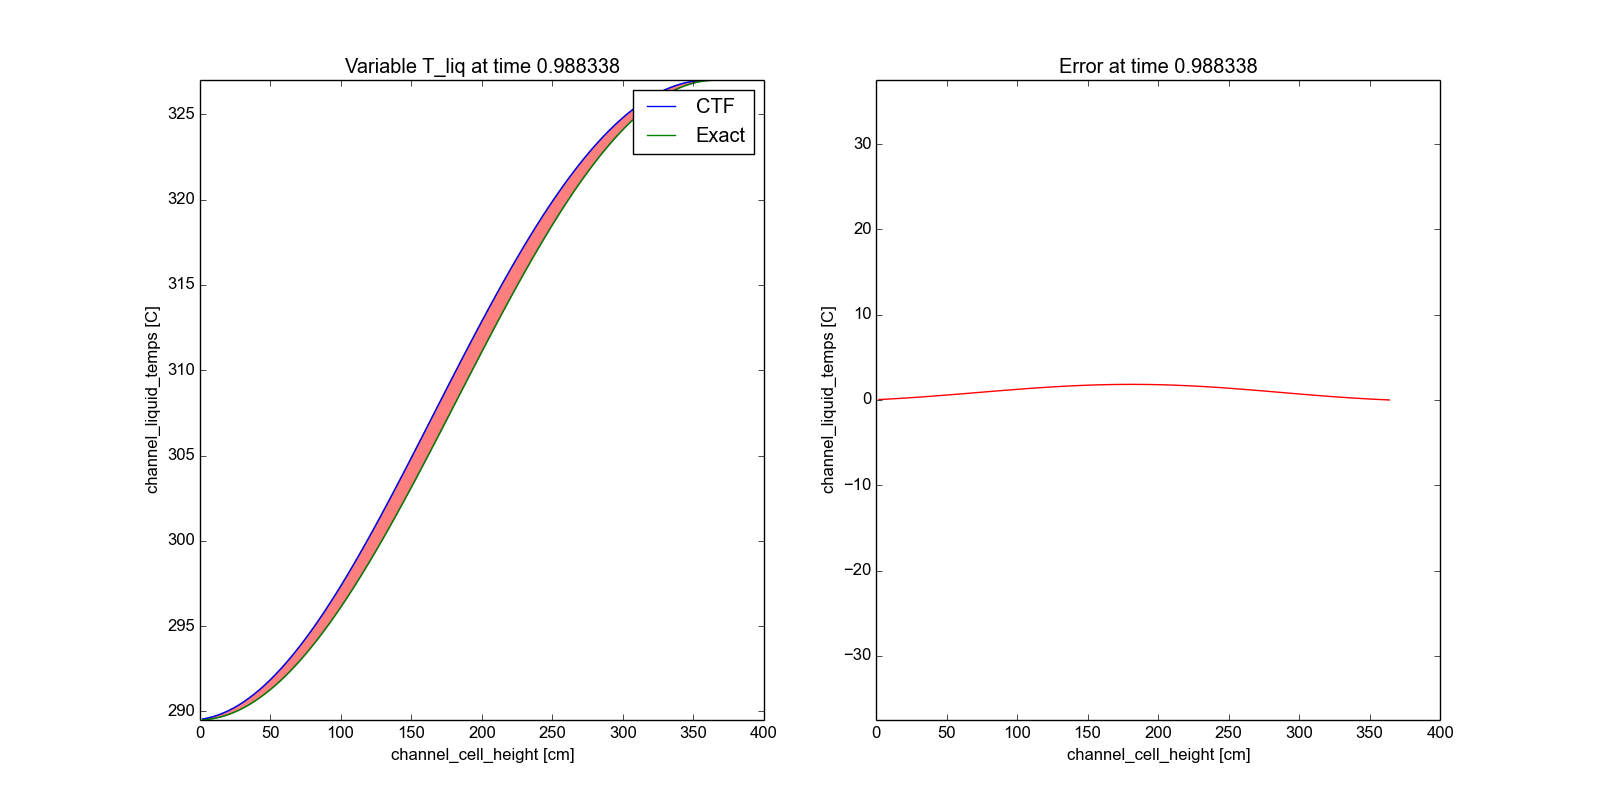 Variable T_liq at time 0.988338
CTF
Exact
325
320
315
310
305
300
295
290
channel_liquid_temps [C]
0 50 100 150 200 250 300 350 400
channel_cell_height [cm]
Error at time 0.988338
30
20
10
0
−10
−20
−30
channel_liquid_temps [C]
0 50 100 150 200 250 300 350 400
channel_cell_height [cm]